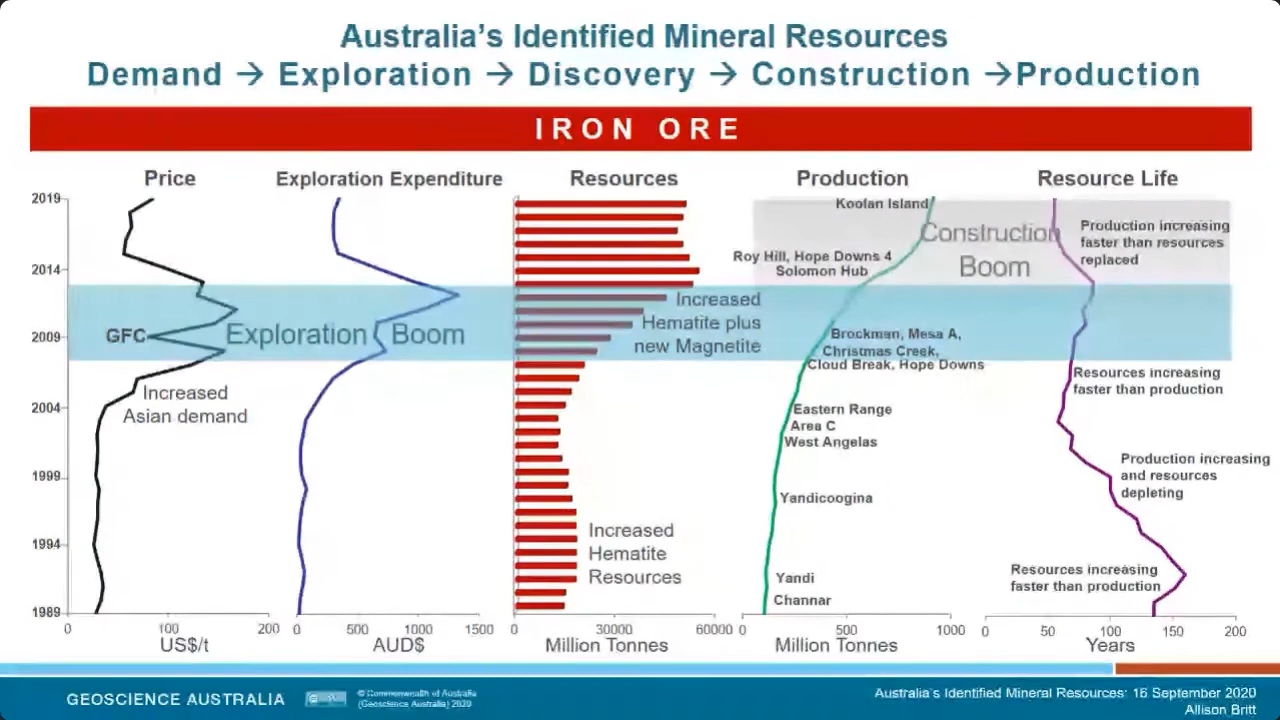 Australia's Identified Mineral Resources
Demand → Exploration → Discovery → Construction →Production
IRON ORE
Price
Exploration Expenditure
Resources
Production
Resource Life
2019
2014
2009
2004
1999
1994
1989
GFC
Exploration Boom
Increased
Asian demand
Increased
Hematite plus
new Magnetite
Increased
Hematite
Resources
Koolan Island
Roy Hill, Hope Downs 4
Solomon Hub
Construction
Boom
Brockman, Mesa A,
Christmas Creek,
Cloud Break, Hope Downs
Eastern Range
Area C
West Angelas
Yandicoogina
Yandi
Channar
Production increasing
faster than resources
replaced
Resources increasing
faster than production
Production increasing
and resources
depleting
Resources increasing
faster than production
0 100 200
US$/t
0 500 1000 1500
AUD$
0 30000 60000
Million Tonnes
0 500 1000
Million Tonnes
0 50 100 150 200
Years
GEOSCIENCE AUSTRALIA
© Commonwealth of Australia
(Geoscience Australia) 2020
Australia's Identified Mineral Resources: 16 September 2020
Allison Britt